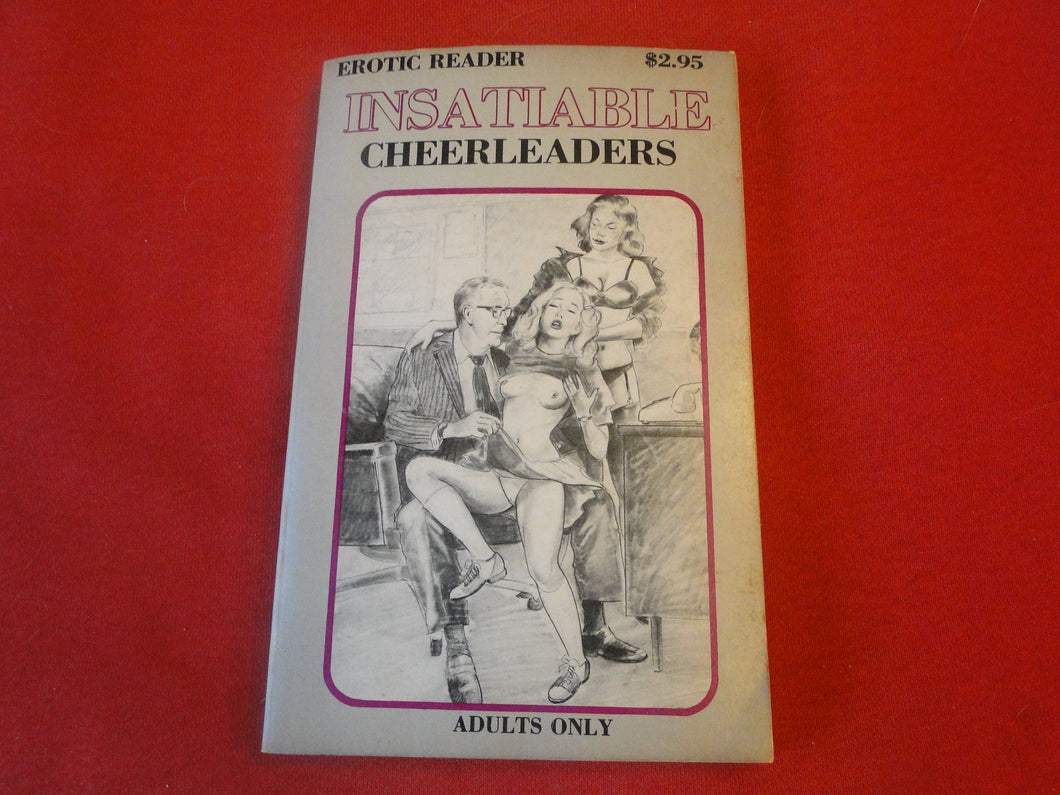 EROTIC READER $2.95
INSATIABLE
CHEERLEADERS
ADULTS ONLY